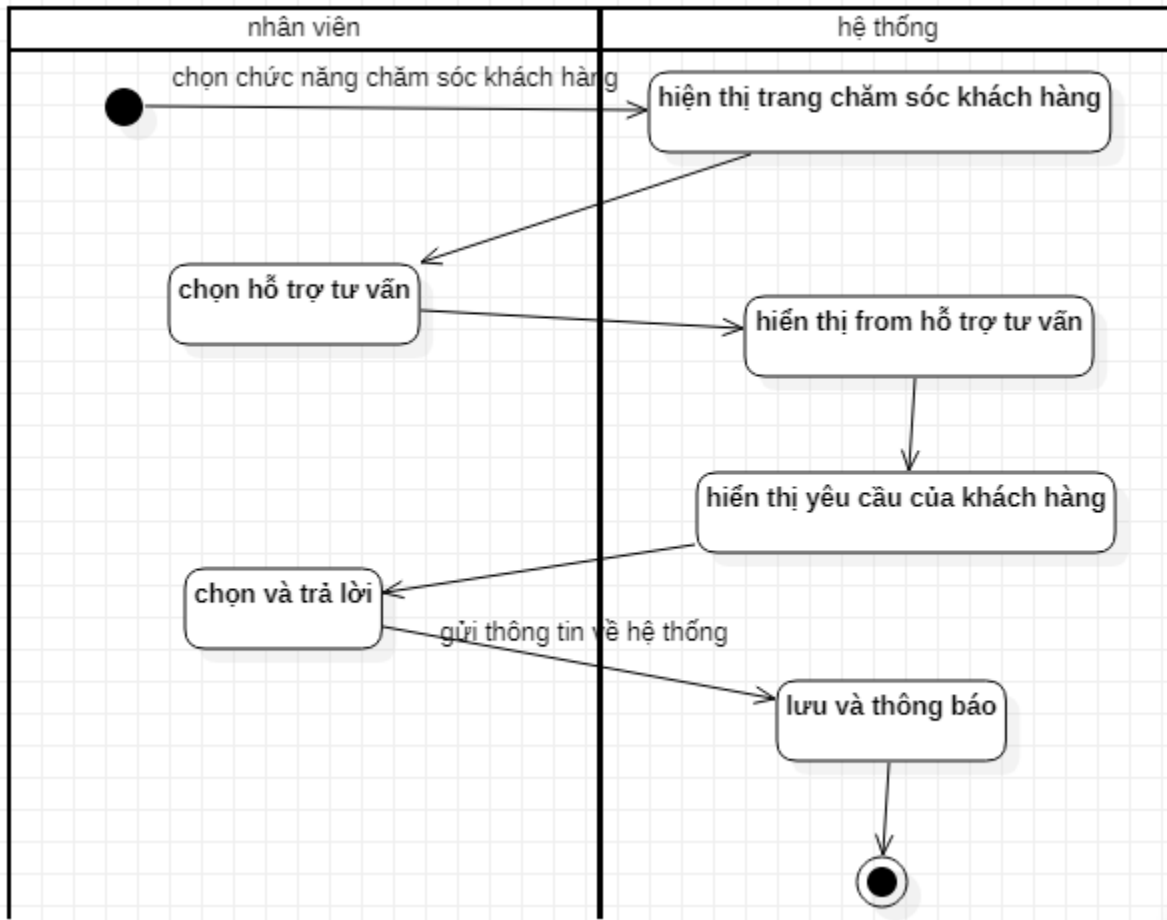 nhân viên
hệ thống
chọn chức năng chăm sóc khách hàng
hiện thị trang chăm sóc khách hàng
chọn hỗ trợ tư vấn
hiển thị from hỗ trợ tư vấn
hiển thị yêu cầu của khách hàng
chọn và trả lời
gửi thông tin về hệ thống
lưu và thông báo